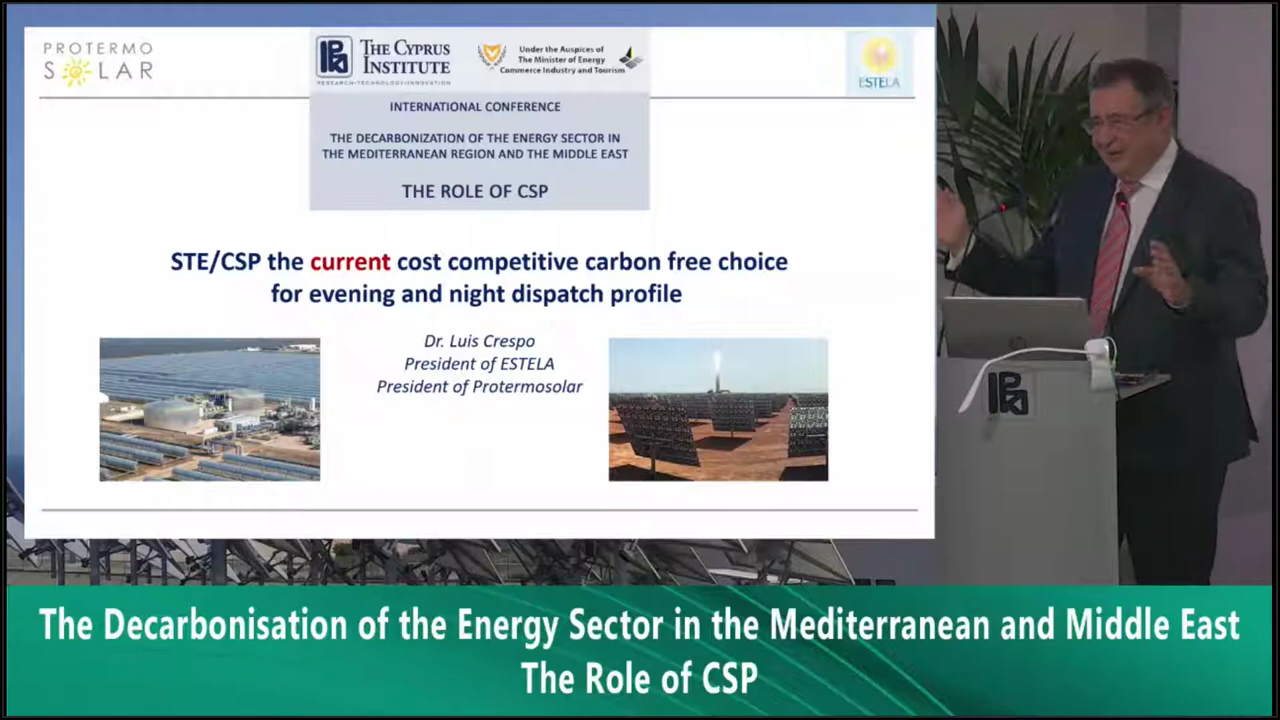 PROTERMO
SOLAR
THE CYPRUS
INSTITUTE
RESEARCH•TECHNOLOGY•INNOVATION
Under the Auspices of
The Minister of Energy
Commerce Industry and Tourism
ESTELA
INTERNATIONAL CONFERENCE
THE DECARBONIZATION OF THE ENERGY SECTOR IN
THE MEDITERRANEAN REGION AND THE MIDDLE EAST
THE ROLE OF CSP
STE/CSP the current cost competitive carbon free choice
for evening and night dispatch profile
Dr. Luis Crespo
President of ESTELA
President of Protermosolar
The Decarbonisation of the Energy Sector in the Mediterranean and Middle East
The Role of CSP